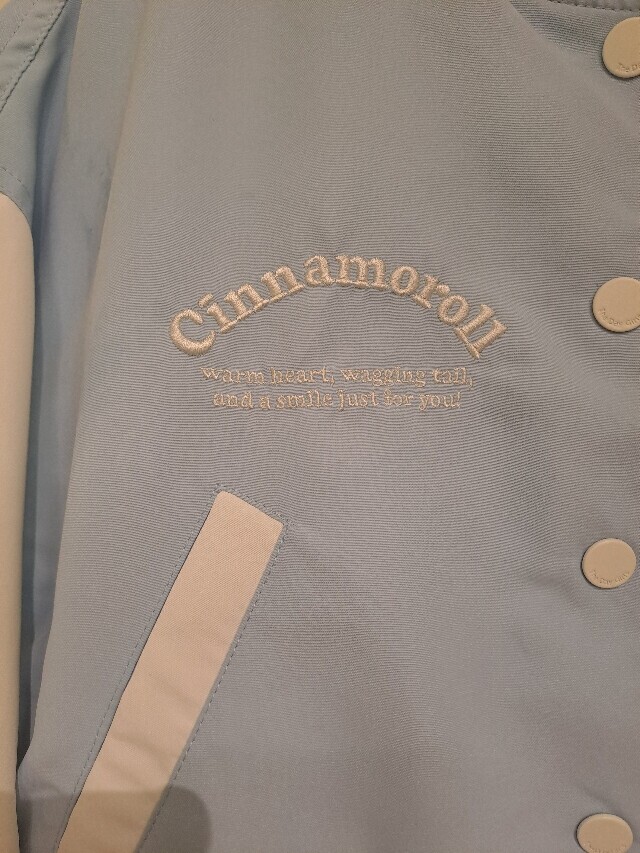 Cinnamoroll
warm heart, wagging tail,
and a smile just for you!